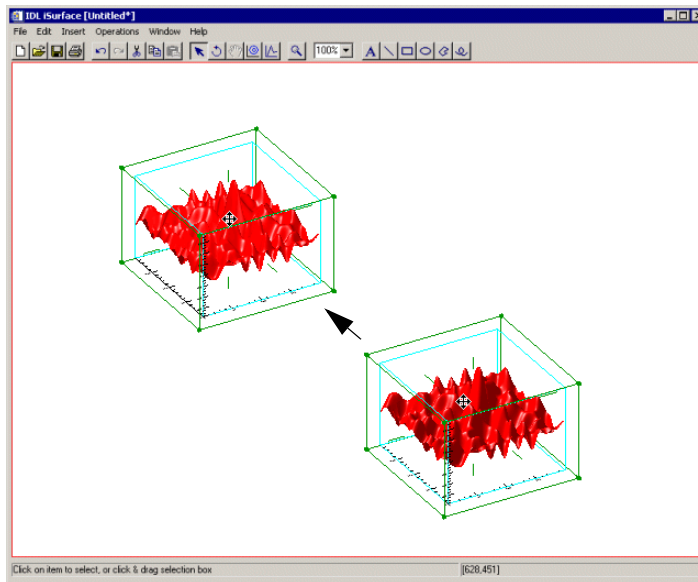 IDL iSurface [Untitled*]
File Edit Insert Operations Window Help
100% A
Click on item to select, or click & drag selection box [628,451]